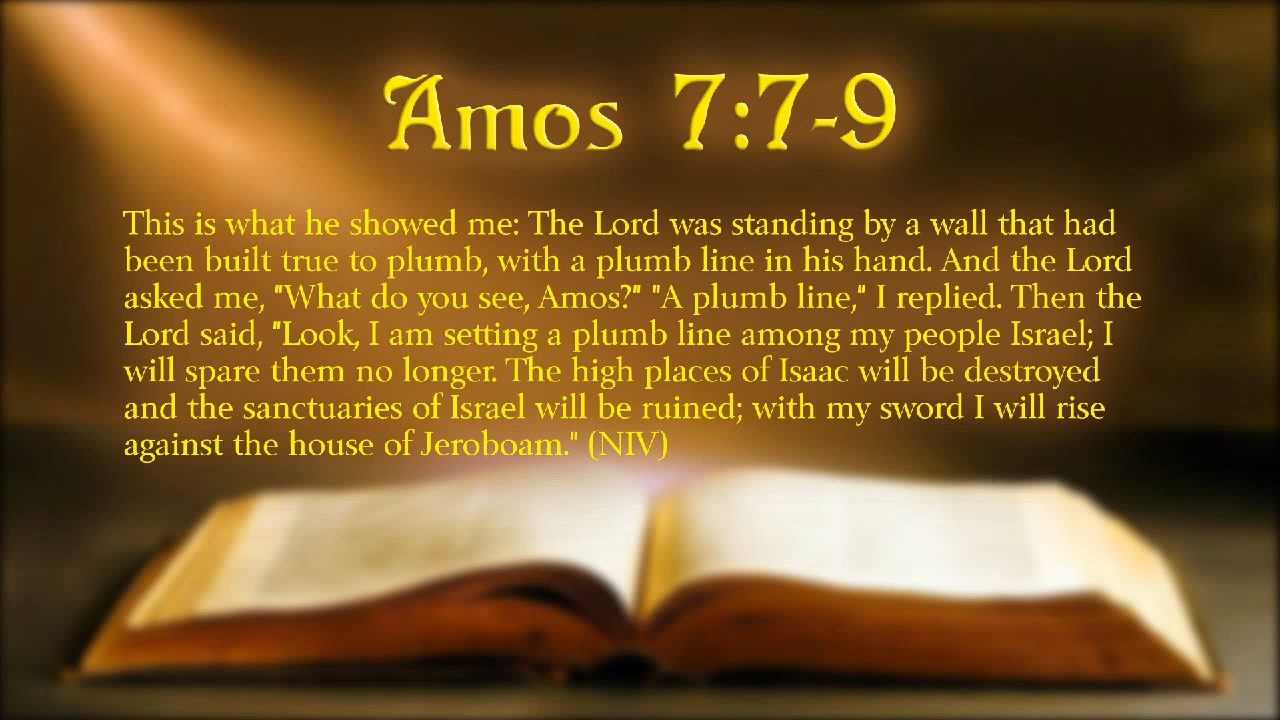 Amos 7:7-9
This is what he showed me: The Lord was standing by a wall that had
been built true to plumb, with a plumb line in his hand. And the Lord
asked me, "What do you see, Amos?" "A plumb line," I replied. Then the
Lord said, "Look, I am setting a plumb line among my people Israel; I
will spare them no longer. The high places of Isaac will be destroyed
and the sanctuaries of Israel will be ruined; with my sword I will rise
against the house of Jeroboam." (NIV)